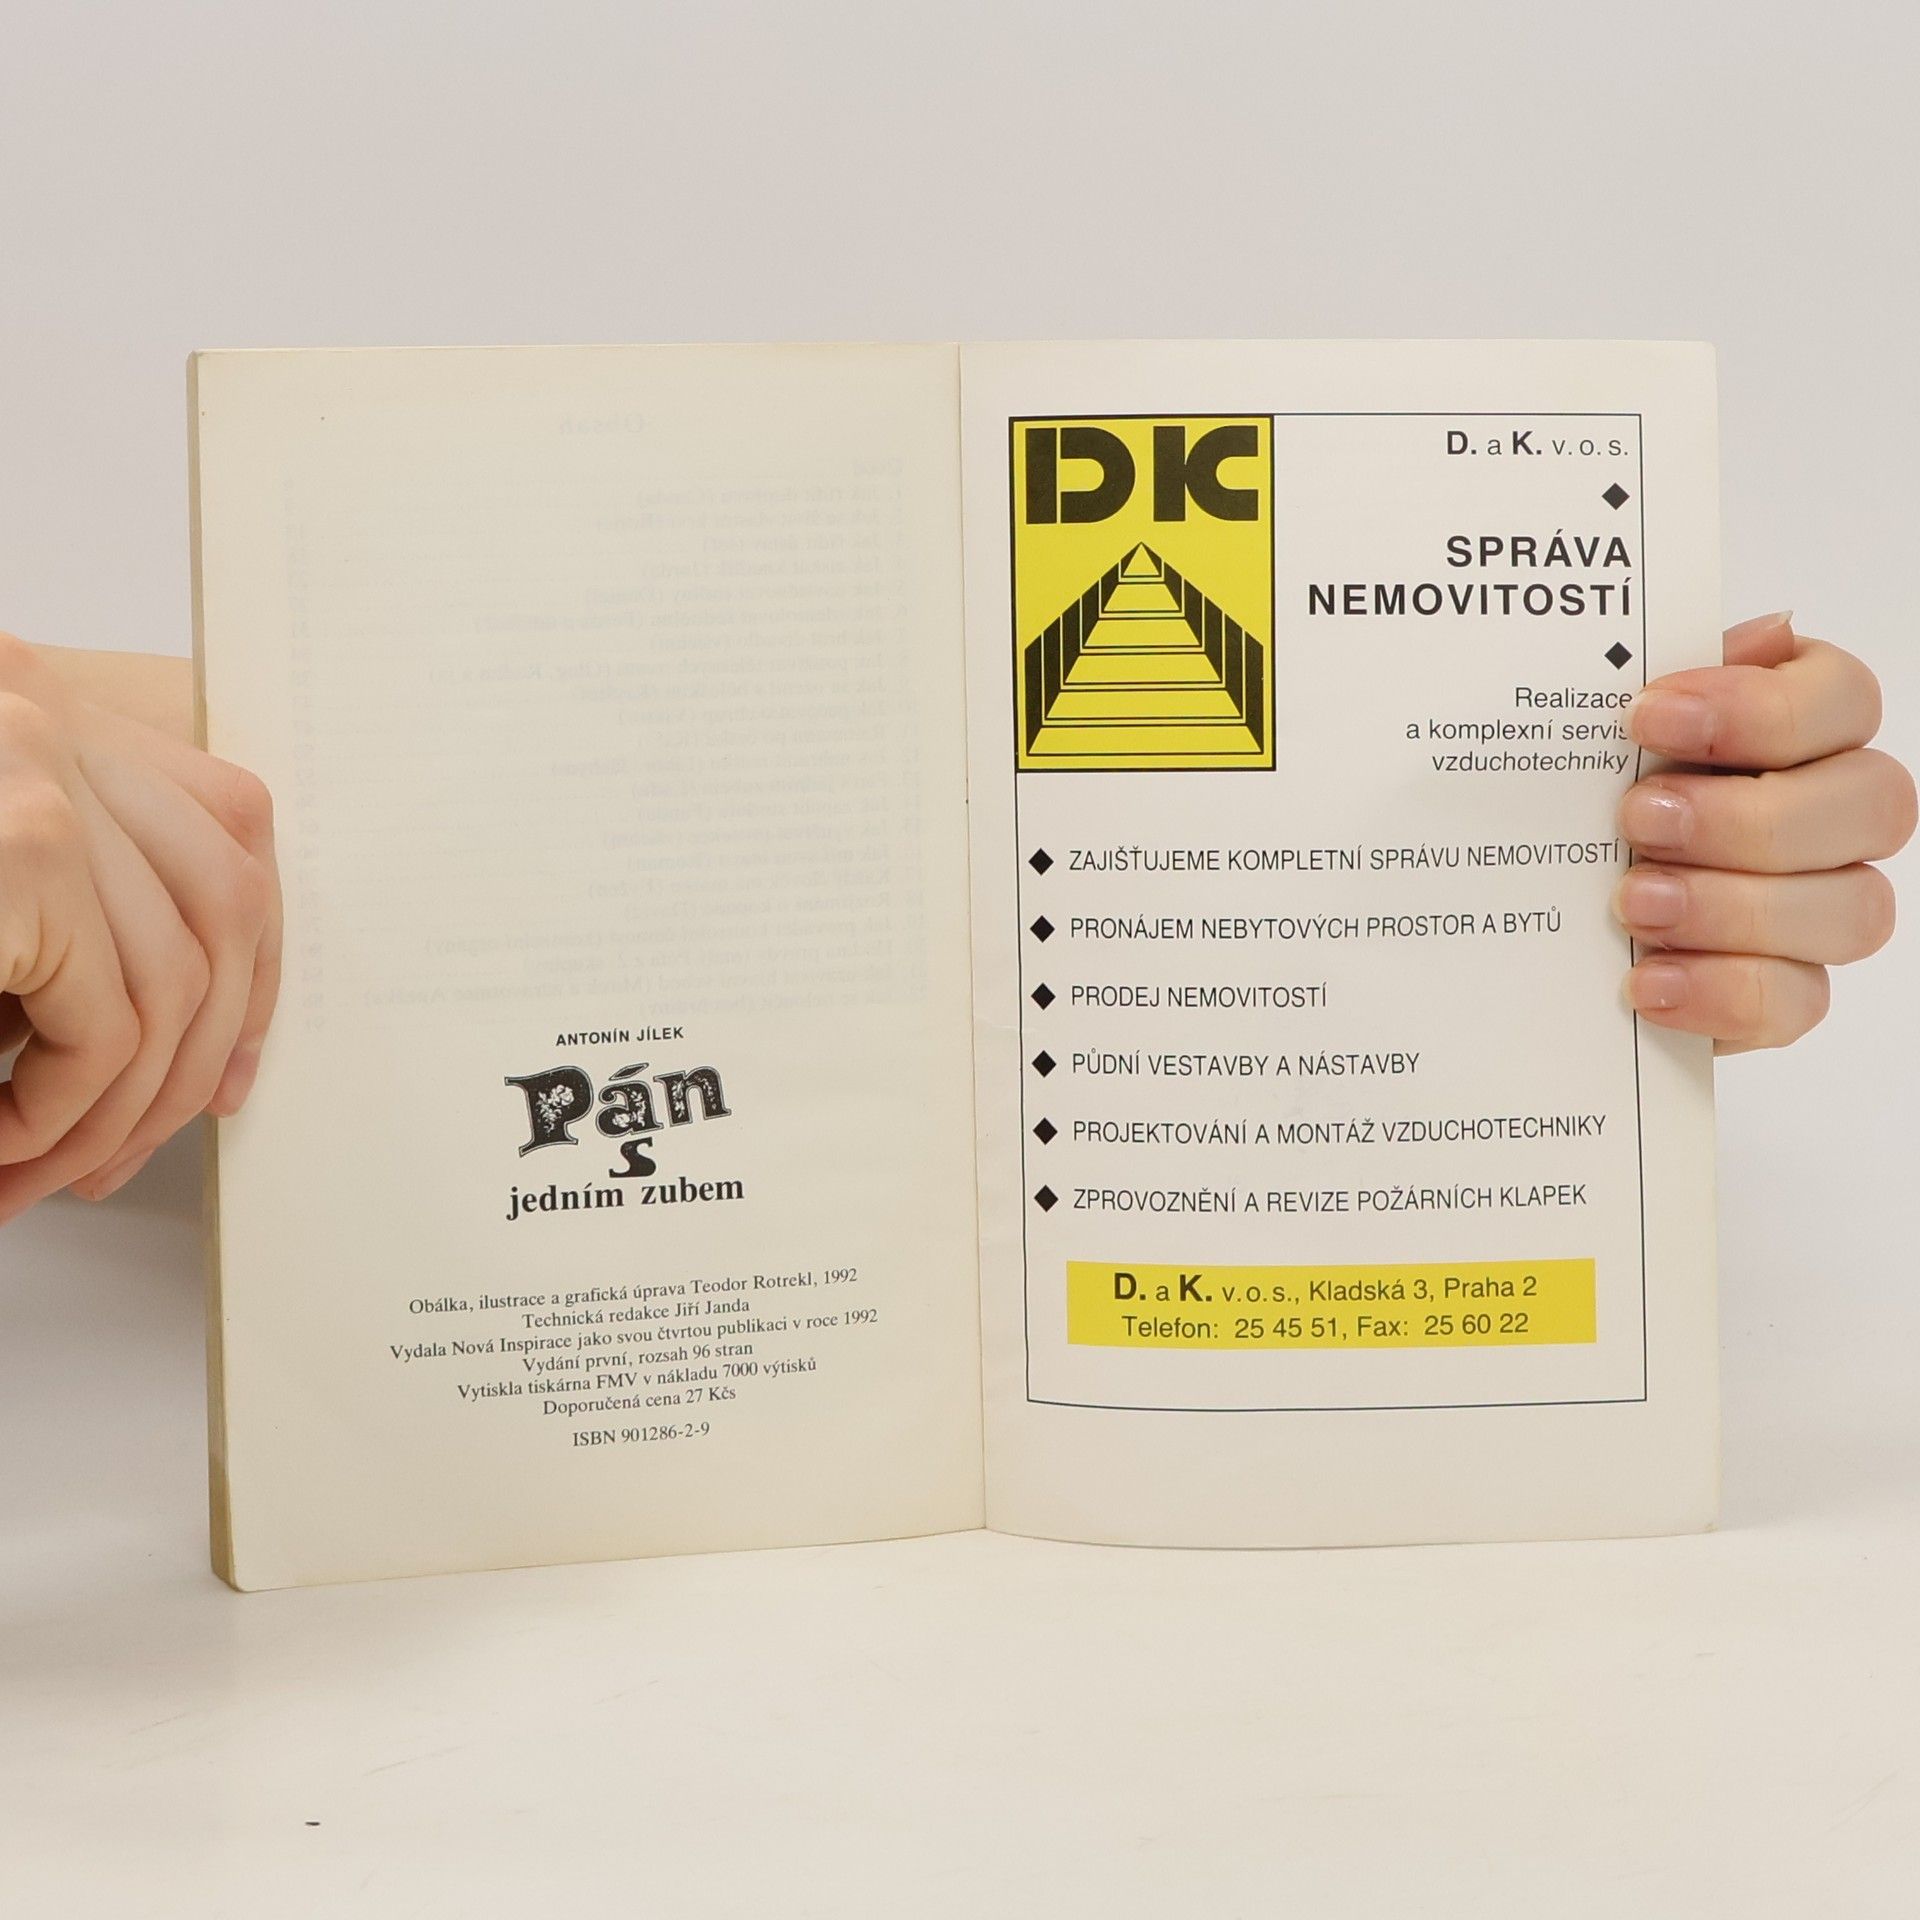 ANTONÍN JÍLEK
Pán
s
jedním zubem
Obálka, ilustrace a grafická úprava Teodor Rotrekl, 1992
Technická redakce Jiří Janda
Vydala Nová Inspirace jako svou čtvrtou publikaci v roce 1992
Vydání první, rozsah 96 stran
Vytiskla tiskárna FMV v nákladu 7000 výtisků
Doporučená cena 27 Kčs
ISBN 901286-2-9
DK
D. a K. v. o. s.
SPRÁVA
NEMOVITOSTÍ
Realizace
a komplexní servis
vzduchotechniky
ZAJIŠŤUJEME KOMPLETNÍ SPRÁVU NEMOVITOSTÍ
PRONÁJEM NEBYTOVÝCH PROSTOR A BYTŮ
PRODEJ NEMOVITOSTÍ
PŮDNÍ VESTAVBY A NÁSTAVBY
PROJEKTOVÁNÍ A MONTÁŽ VZDUCHOTECHNIKY
ZPROVOZNĚNÍ A REVIZE POŽÁRNÍCH KLAPEK
D. a K. v.o.s., Kladská 3, Praha 2
Telefon: 25 45 51, Fax: 25 60 22